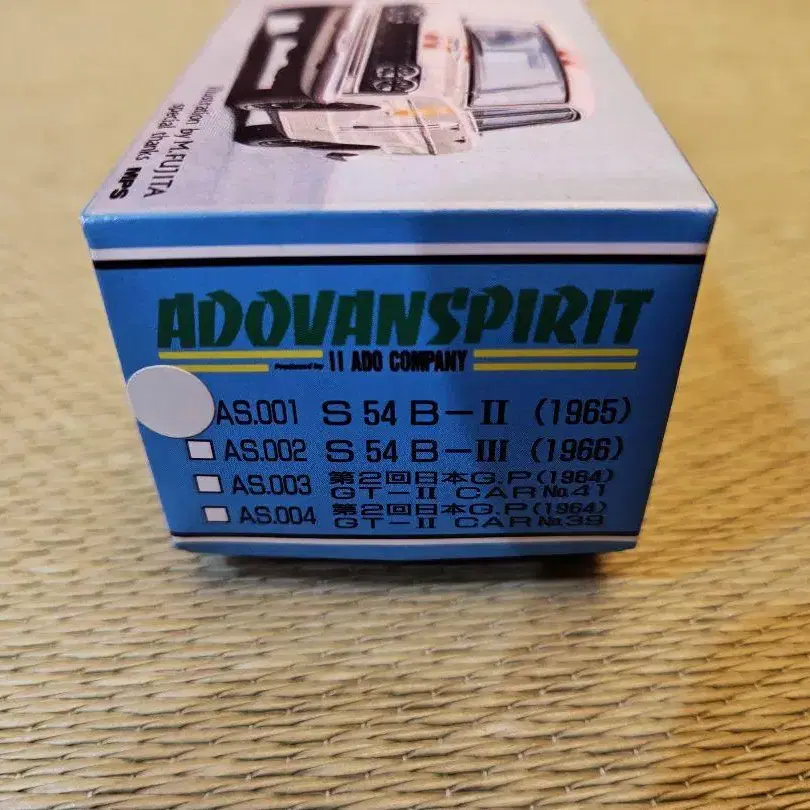 Illustration by M.FUJITA
special thanks MPS
ADOVANSPIRIT
Produced by II ADO COMPANY
AS.001 S 54 B-II (1965)
AS.002 S 54 B-III (1966)
AS.003 第2回日本G.P(1964)
GT-II CAR No.41
AS.004 第2回日本G.P(1964)
GT-II CAR No.39